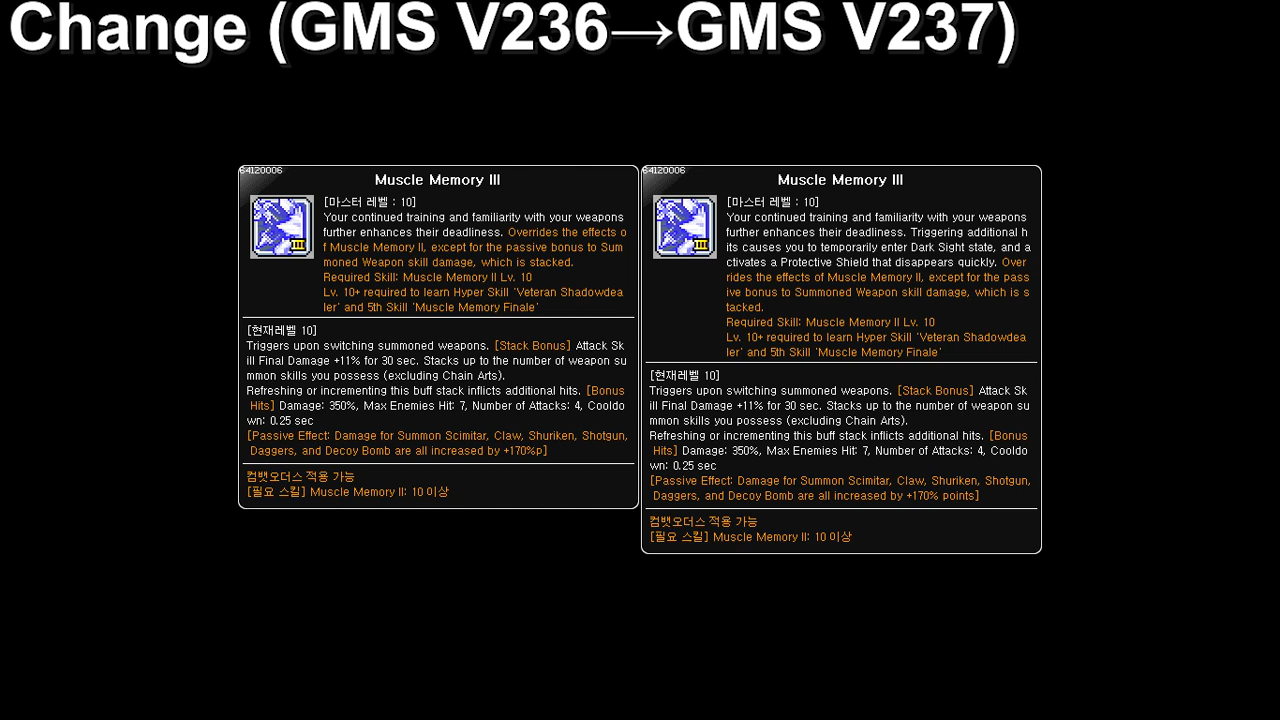 Change (GMS V236→GMS V237)
64120006
Muscle Memory III
[마스터 레벨 : 10]
Your continued training and familiarity with your weapons
further enhances their deadliness. Overrides the effects o
f Muscle Memory II, except for the passive bonus to Sum
moned Weapon skill damage, which is stacked.
Required Skill: Muscle Memory II Lv. 10
Lv. 10+ required to learn Hyper Skill 'Veteran Shadowdea
ler' and 5th Skill 'Muscle Memory Finale'
[현재레벨 10]
Triggers upon switching summoned weapons. [Stack Bonus] Attack Sk
ill Final Damage +11% for 30 sec. Stacks up to the number of weapon su
mmon skills you possess (excluding Chain Arts).
Refreshing or incrementing this buff stack inflicts additional hits. [Bonus
Hits] Damage: 350%, Max Enemies Hit: 7, Number of Attacks: 4, Cooldo
wn: 0.25 sec
[Passive Effect: Damage for Summon Scimitar, Claw, Shuriken, Shotgun,
Daggers, and Decoy Bomb are all increased by +170%p]
컴뱃오더스 적용 가능
[필요 스킬] Muscle Memory II: 10 이상
64120006
Muscle Memory III
[마스터 레벨 : 10]
Your continued training and familiarity with your weapons
further enhances their deadliness. Triggering additional h
its causes you to temporarily enter Dark Sight state, and a
ctivates a Protective Shield that disappears quickly. Over
rides the effects of Muscle Memory II, except for the pass
ive bonus to Summoned Weapon skill damage, which is s
tacked.
Required Skill: Muscle Memory II Lv. 10
Lv. 10+ required to learn Hyper Skill 'Veteran Shadowdea
ler' and 5th Skill 'Muscle Memory Finale'
[현재레벨 10]
Triggers upon switching summoned weapons. [Stack Bonus] Attack Sk
ill Final Damage +11% for 30 sec. Stacks up to the number of weapon su
mmon skills you possess (excluding Chain Arts).
Refreshing or incrementing this buff stack inflicts additional hits. [Bonus
Hits] Damage: 350%, Max Enemies Hit: 7, Number of Attacks: 4, Cooldo
wn: 0.25 sec
[Passive Effect: Damage for Summon Scimitar, Claw, Shuriken, Shotgun,
Daggers, and Decoy Bomb are all increased by +170% points]
컴뱃오더스 적용 가능
[필요 스킬] Muscle Memory II: 10 이상